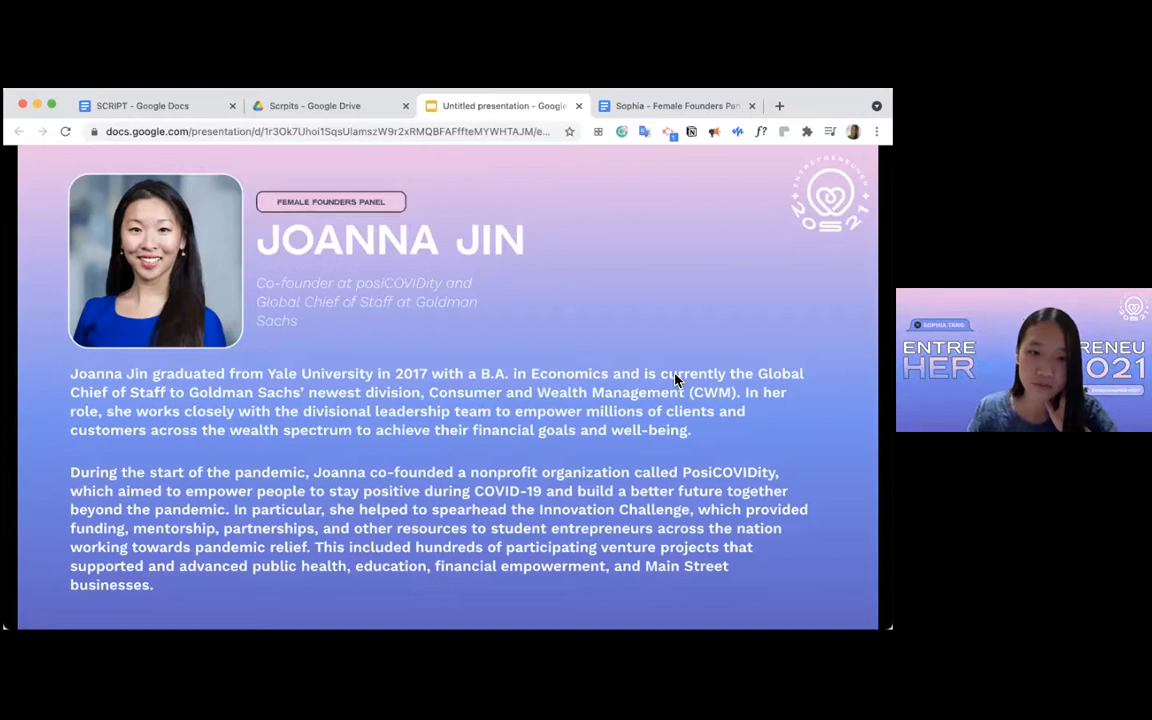 SCRIPT - Google Docs
Scrpits - Google Drive
Untitled presentation - Google
Sophia - Female Founders Pan
docs.google.com/presentation/d/1r3Ok7Uhoi1SqsUlamszW9r2xRMQBFAFffteMYWHTAJM/e...
FEMALE FOUNDERS PANEL
JOANNA JIN
Co-founder at posiCOVIDity and
Global Chief of Staff at Goldman
Sachs
ENTREPRENEUHER
2021
Joanna Jin graduated from Yale University in 2017 with a B.A. in Economics and is currently the Global
Chief of Staff to Goldman Sachs' newest division, Consumer and Wealth Management (CWM). In her
role, she works closely with the divisional leadership team to empower millions of clients and
customers across the wealth spectrum to achieve their financial goals and well-being.
During the start of the pandemic, Joanna co-founded a nonprofit organization called PosiCOVIDity,
which aimed to empower people to stay positive during COVID-19 and build a better future together
beyond the pandemic. In particular, she helped to spearhead the Innovation Challenge, which provided
funding, mentorship, partnerships, and other resources to student entrepreneurs across the nation
working towards pandemic relief. This included hundreds of participating venture projects that
supported and advanced public health, education, financial empowerment, and Main Street
businesses.
SOPHIA TANG
ENTRE RENEU
HER 021